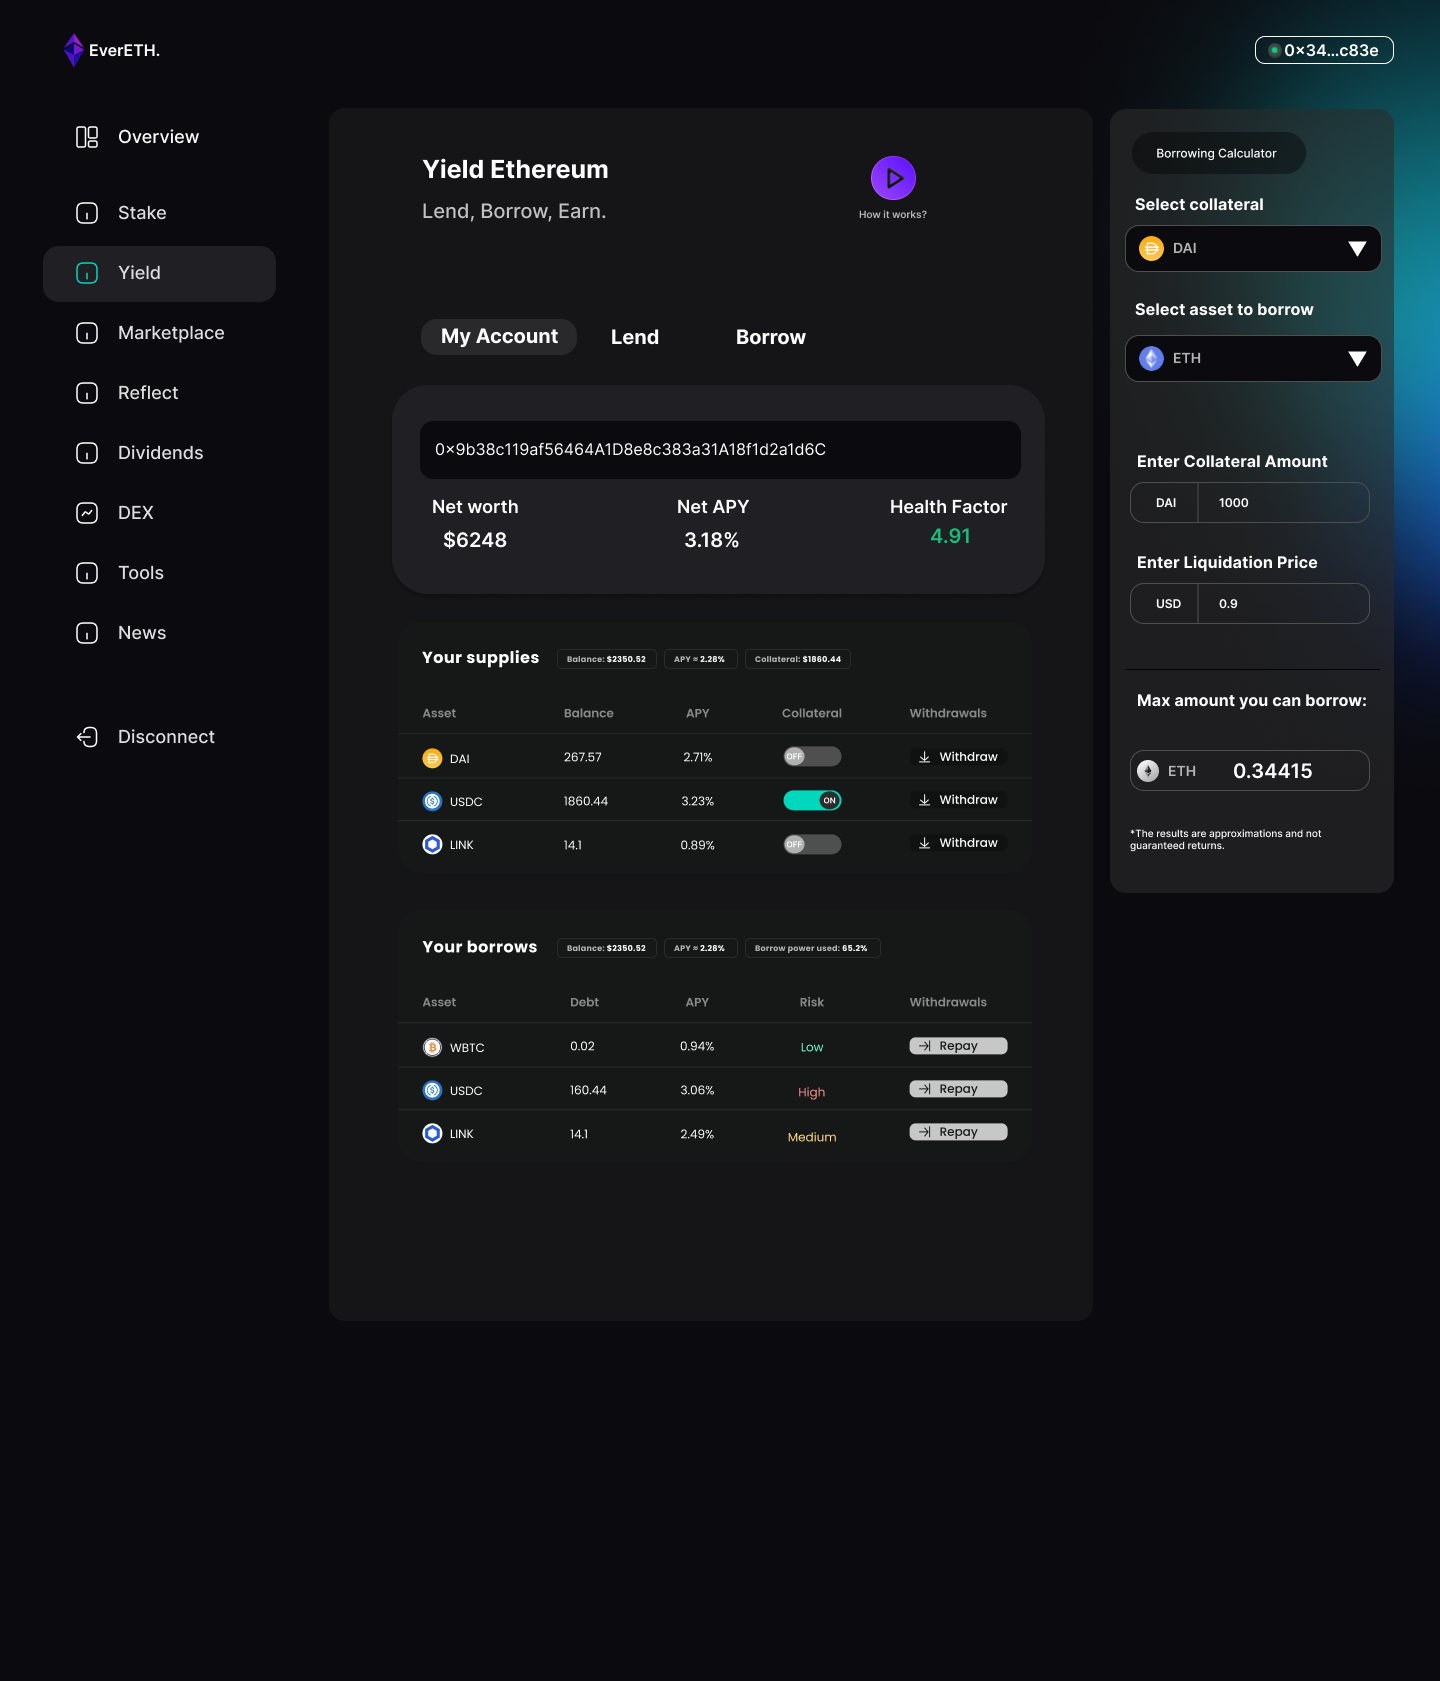 EverETH.
0x34...c83e
Overview
Stake
Yield
Marketplace
Reflect
Dividends
DEX
Tools
News
Disconnect
Yield Ethereum
Lend, Borrow, Earn.
How it works?
My Account Lend Borrow
0x9b38c119af56464A1D8e8c383a31A18f1d2a1d6C
Net worth Net APY Health Factor
$6248 3.18% 4.91
Your supplies Balance: $2350.52 APY ≈ 2.28% Collateral: $1860.44
Asset Balance APY Collateral Withdrawals
DAI 267.57 2.71% OFF Withdraw
USDC 1860.44 3.23% ON Withdraw
LINK 14.1 0.89% OFF Withdraw
Your borrows Balance: $2350.52 APY ≈ 2.28% Borrow power used: 65.2%
Asset Debt APY Risk Withdrawals
WBTC 0.02 0.94% Low Repay
USDC 160.44 3.06% High Repay
LINK 14.1 2.49% Medium Repay
Borrowing Calculator
Select collateral
DAI
Select asset to borrow
ETH
Enter Collateral Amount
DAI 1000
Enter Liquidation Price
USD 0.9
Max amount you can borrow:
ETH 0.34415
*The results are approximations and not
guaranteed returns.